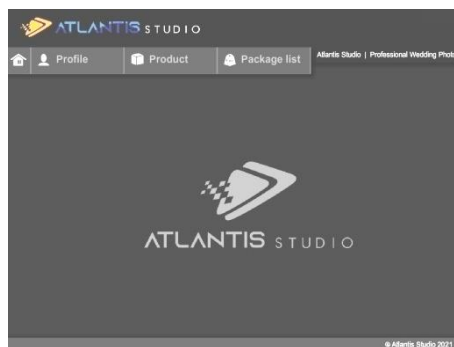 ATLANTIS STUDIO
Profile Product Package list
Atlantis Studio | Professional Wedding Phot
ATLANTIS STUDIO
© Atlantis Studio 2021